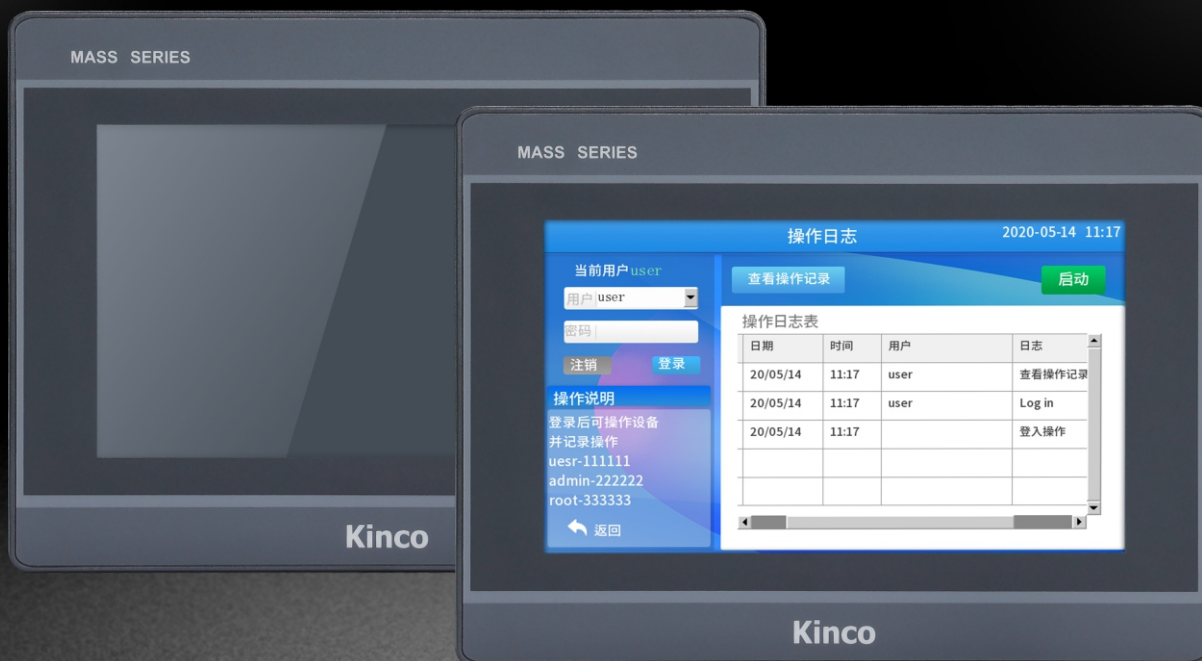 MASS SERIES
Kinco
MASS SERIES
操作日志
2020-05-14 11:17
当前用户user
用户 user
密码
注销
登录
操作说明
登录后可操作设备
并记录操作
uesr-111111
admin-222222
root-333333
返回
查看操作记录
启动
操作日志表
日期 时间 用户 日志
20/05/14 11:17 user 查看操作记录
20/05/14 11:17 user Log in
20/05/14 11:17 登入操作
Kinco